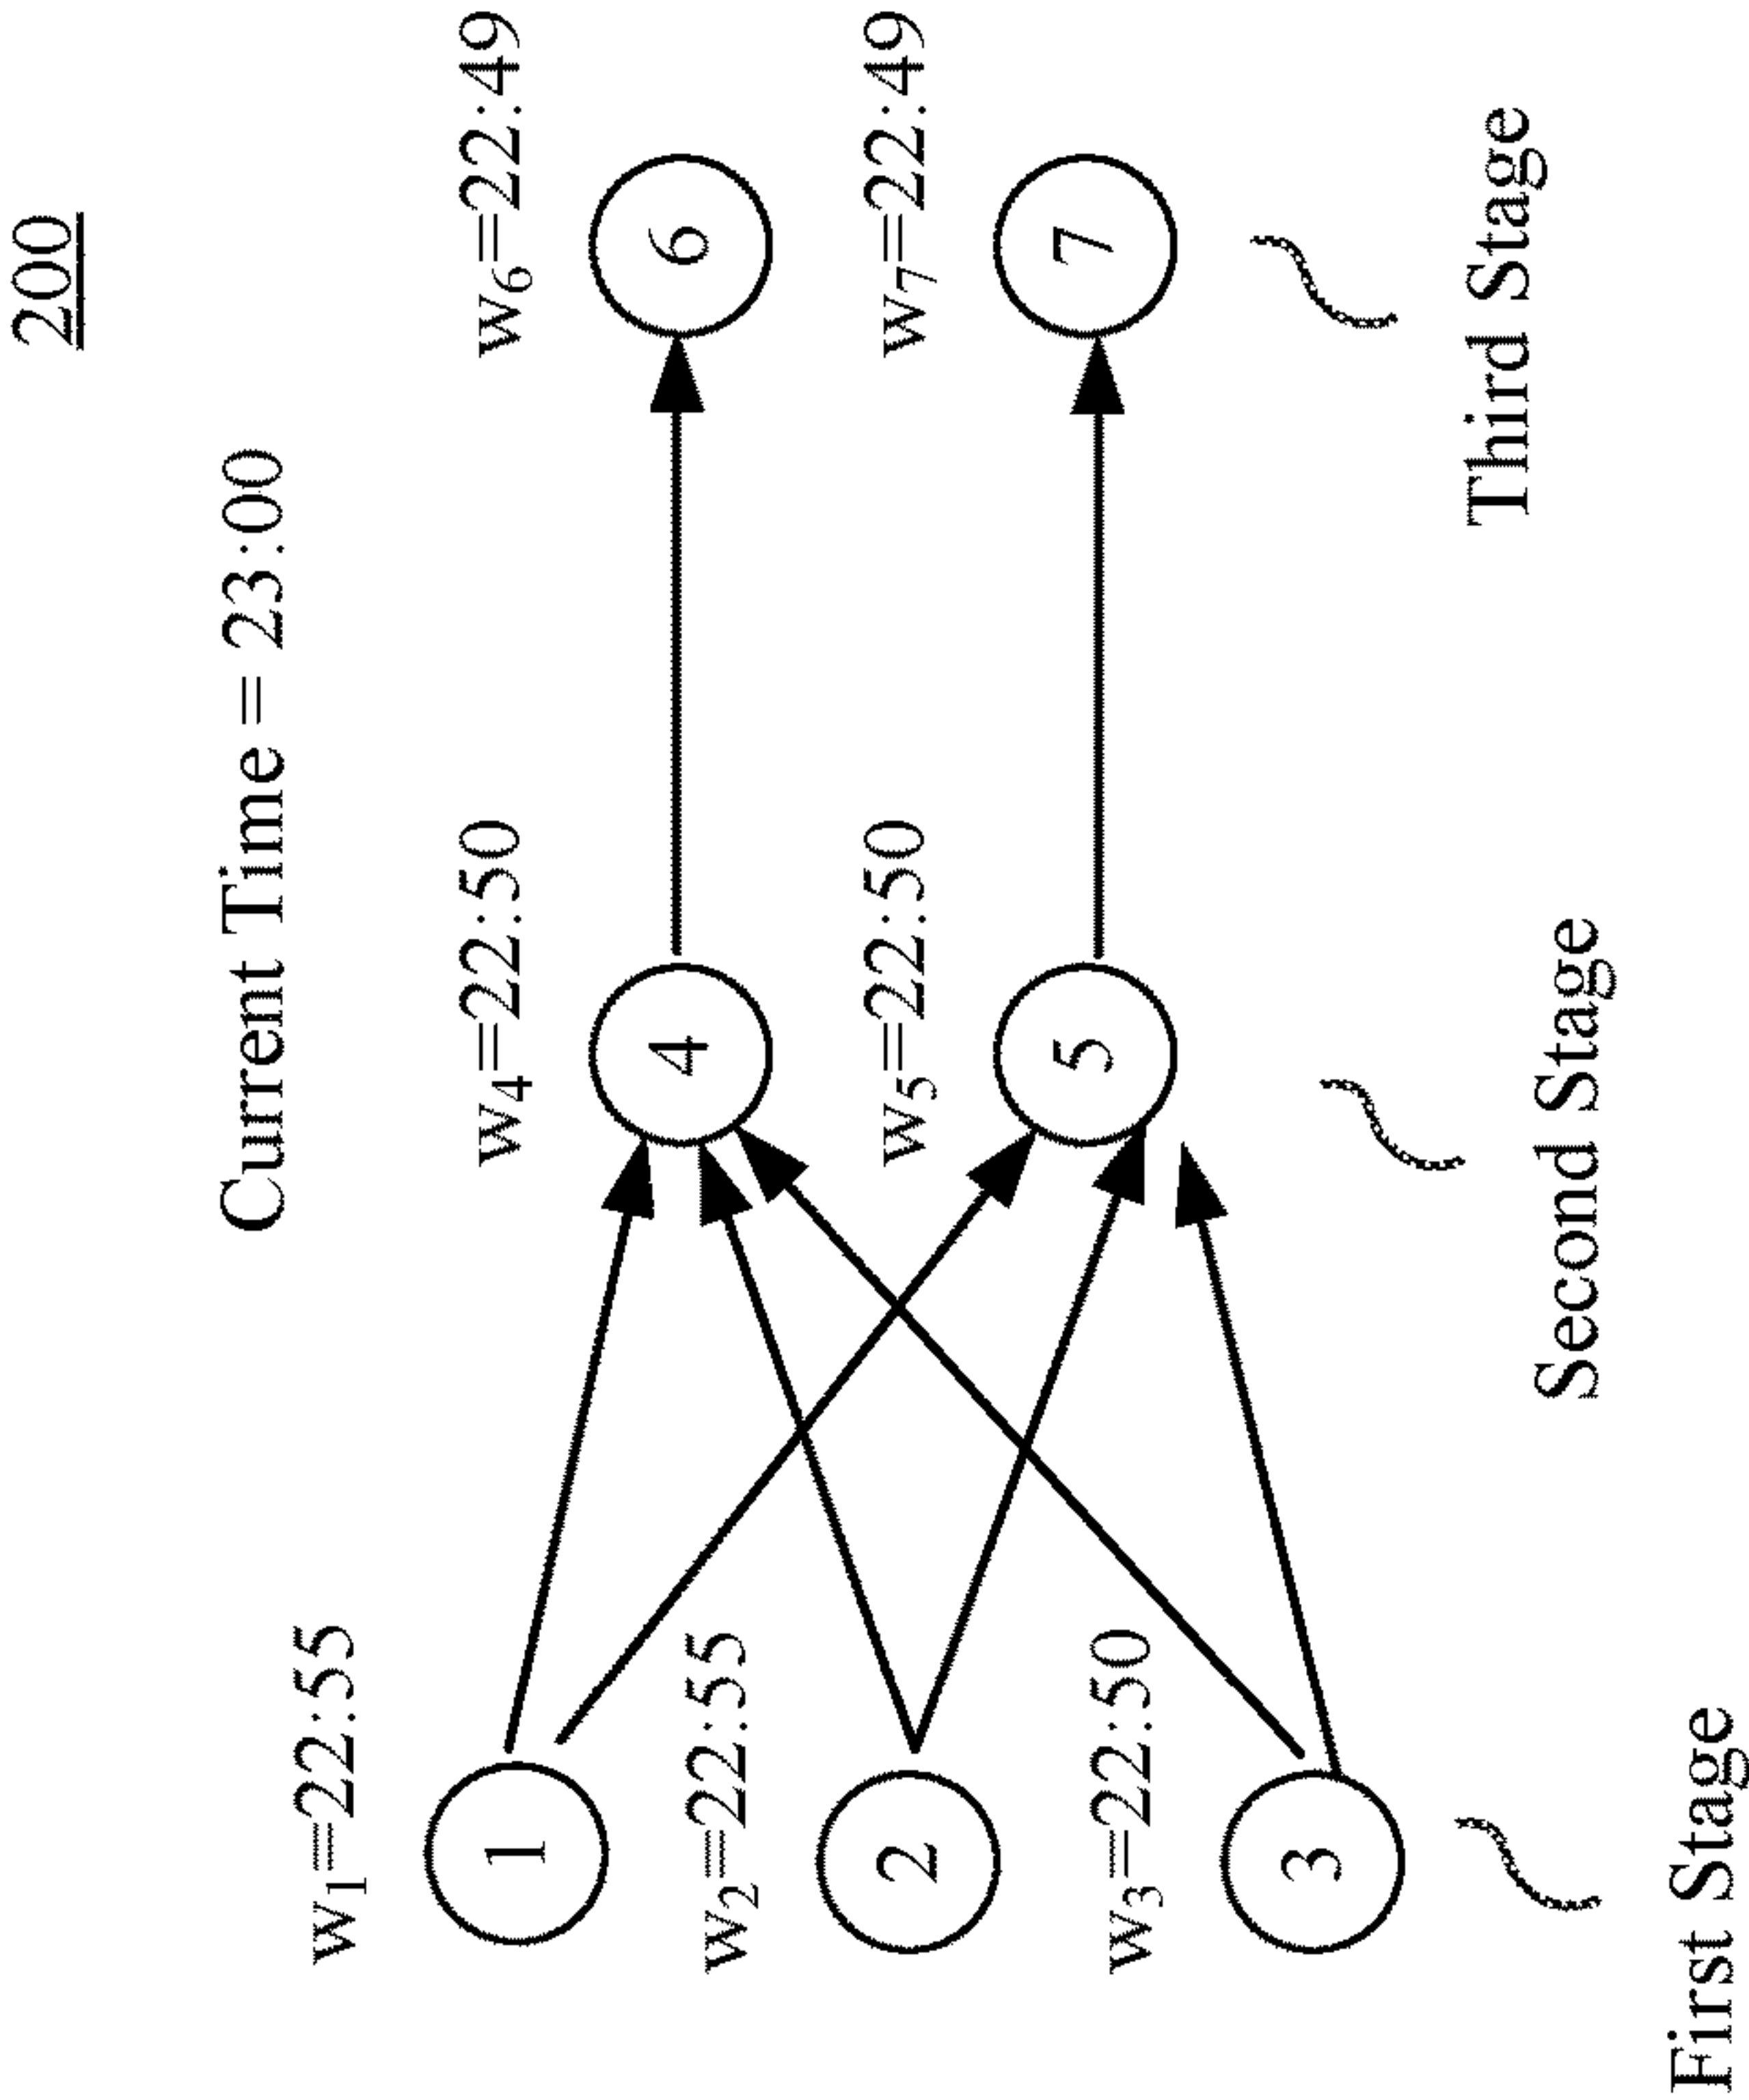 200
Current Time = 23:00
w1=22:55
w4=22:50
w6=22:49
1
4
6
w2=22:55
w5=22:50
w7=22:49
2
5
7
w3=22:50
3
First Stage
Second Stage
Third Stage